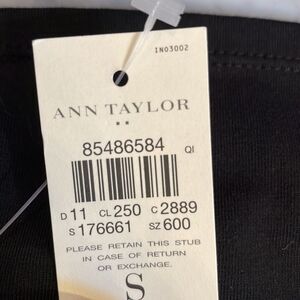 IN03002
ANN TAYLOR
85486584 QI
D 11 CL 250 C 2889
S 176661 SZ 600
PLEASE RETAIN THIS STUB
IN CASE OF RETURN
OR EXCHANGE.
S